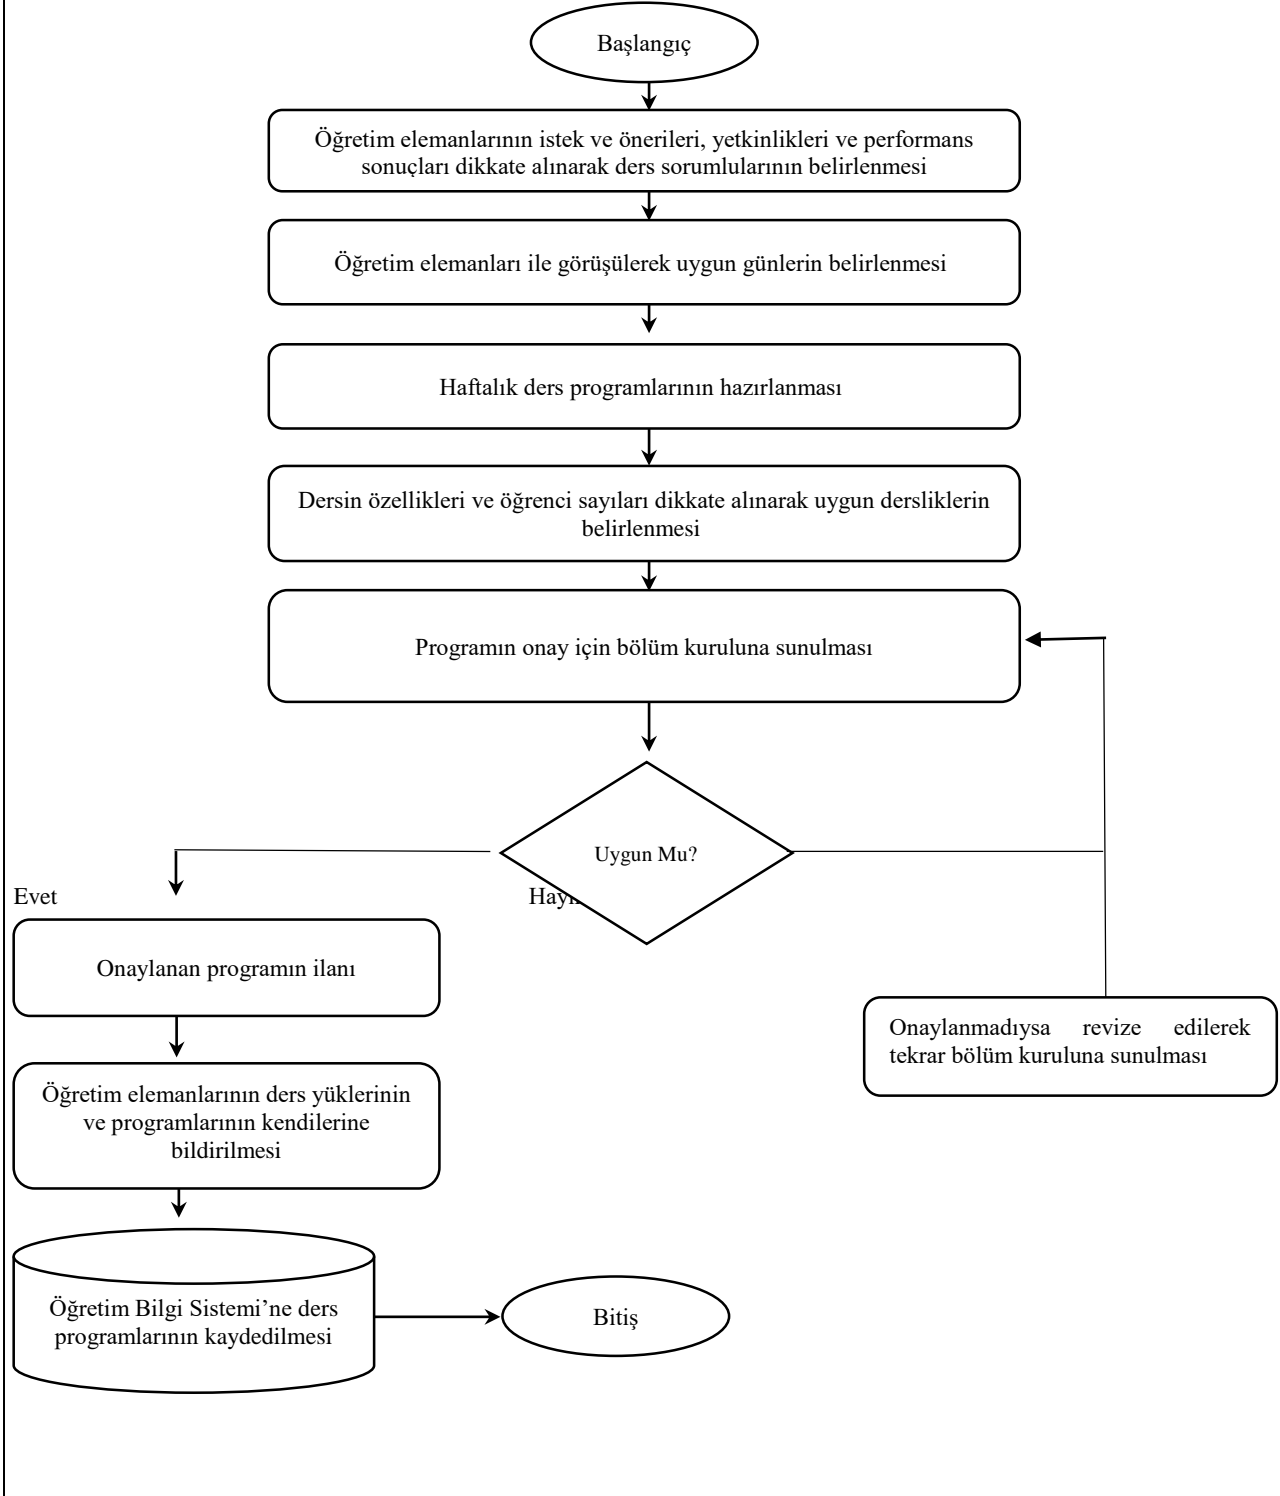 Başlangıç
Öğretim elemanlarının istek ve önerileri, yetkinlikleri ve performans
sonuçları dikkate alınarak ders sorumlularının belirlenmesi
Öğretim elemanları ile görüşülerek uygun günlerin belirlenmesi
Haftalık ders programlarının hazırlanması
Dersin özellikleri ve öğrenci sayıları dikkate alınarak uygun dersliklerin
belirlenmesi
Programın onay için bölüm kuruluna sunulması
Uygun Mu?
Evet
Onaylanan programın ilanı
Onaylanmadıysa revize edilerek
tekrar bölüm kuruluna sunulması
Öğretim elemanlarının ders yüklerinin
ve programlarının kendilerine
bildirilmesi
Öğretim Bilgi Sistemi’ne ders
programlarının kaydedilmesi
Bitiş